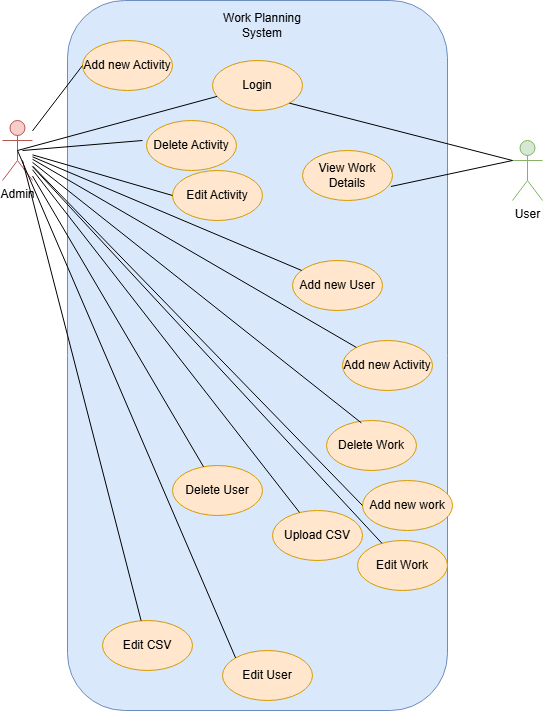 Work Planning
System
Add new Activity
Login
Delete Activity
View Work
Details
Edit Activity
Admin
User
Add new User
Add new Activity
Delete Work
Delete User
Add new work
Upload CSV
Edit Work
Edit CSV
Edit User